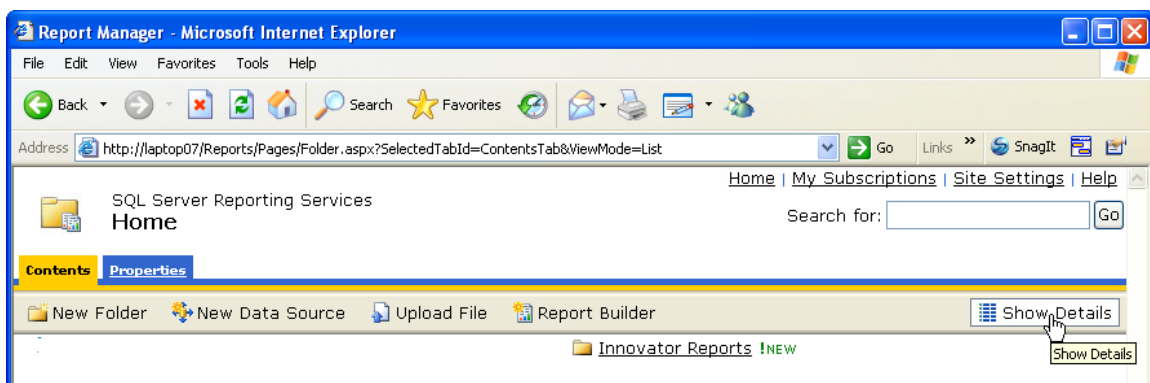 Report Manager - Microsoft Internet Explorer
File Edit View Favorites Tools Help
Back Search Favorites
Address http://laptop07/Reports/Pages/Folder.aspx?SelectedTabId=ContentsTab&ViewMode=List Go Links » SnagIt
Home | My Subscriptions | Site Settings | Help
SQL Server Reporting Services
Home
Search for: Go
Contents Properties
New Folder New Data Source Upload File Report Builder Show Details
Innovator Reports !NEW
Show Details